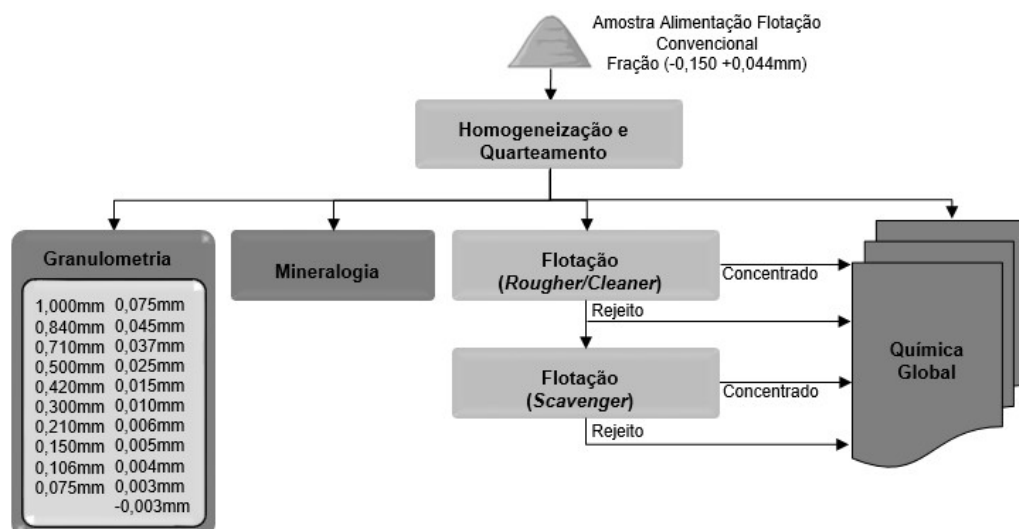 Amostra Alimentação Flotação
Convencional
Fração (-0,150 +0,044mm)
Homogeneização e
Quarteamento
Granulometria
1,000mm 0,075mm
0,840mm 0,045mm
0,710mm 0,037mm
0,500mm 0,025mm
0,420mm 0,015mm
0,300mm 0,010mm
0,210mm 0,006mm
0,150mm 0,005mm
0,106mm 0,004mm
0,075mm 0,003mm
-0,003mm
Mineralogia
Flotação
(Rougher/Cleaner)
Concentrado
Rejeito
Flotação
(Scavenger)
Concentrado
Rejeito
Química
Global